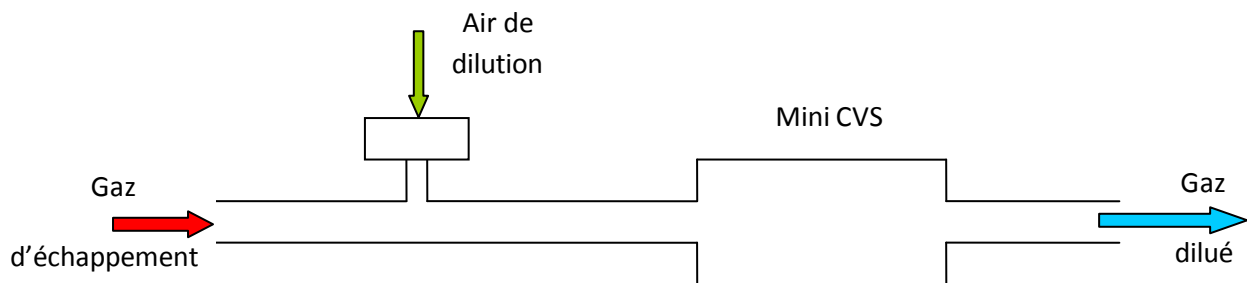 Air de
dilution
Mini CVS
Gaz
d'échappement
Gaz
dilué